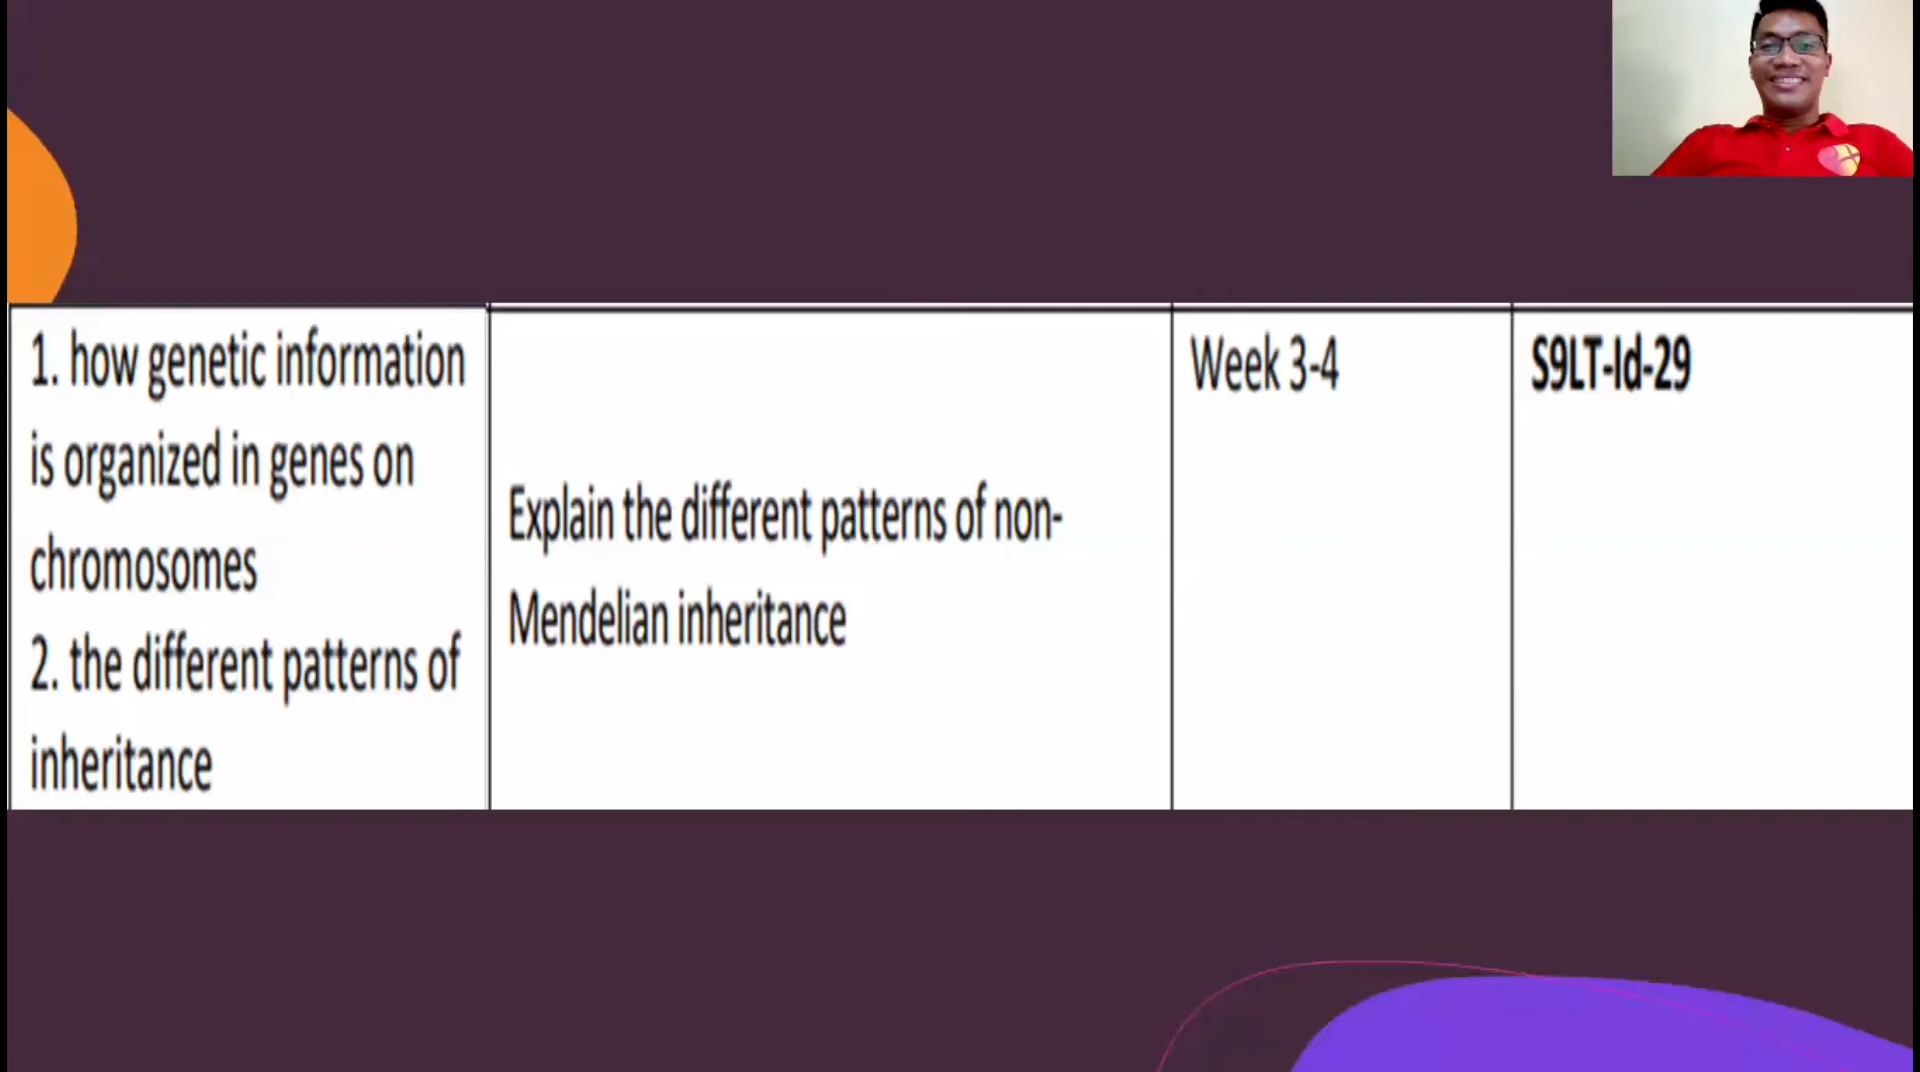 1. how genetic information
is organized in genes on
chromosomes
2. the different patterns of
inheritance
Explain the different patterns of non-
Mendelian inheritance
Week 3-4
S9LT-Id-29